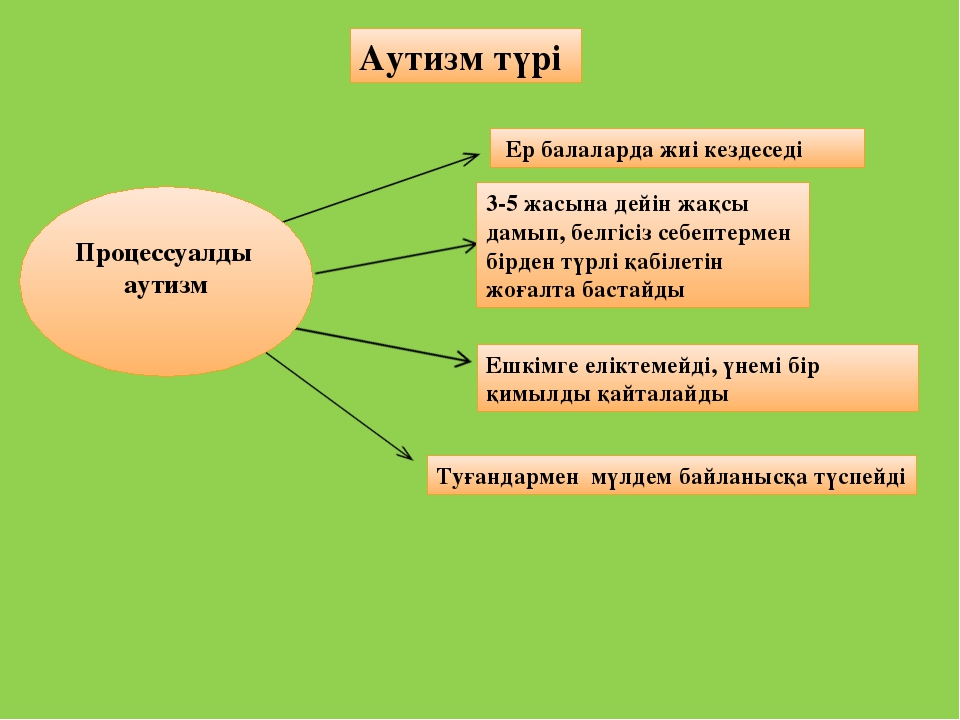 Аутизм түрі
Процессуалды
аутизм
Ер балаларда жиі кездеседі
3-5 жасына дейін жақсы
дамып, белгісіз себептермен
бірден түрлі қабілетін
жоғалта бастайды
Ешкімге еліктемейді, үнемі бір
қимылды қайталайды
Туғандармен мүлдем байланысқа түспейді